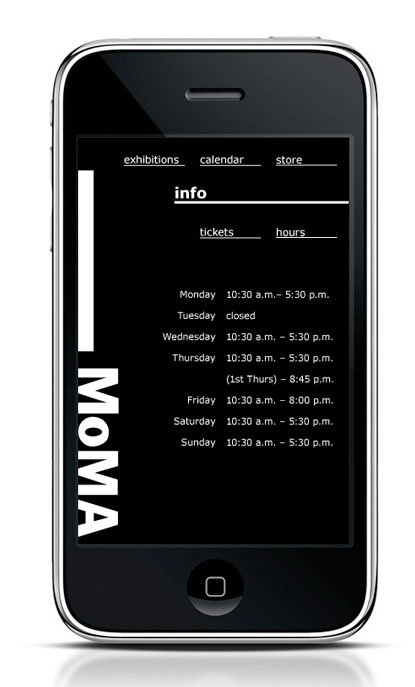 exhibitions calendar store
info
tickets hours
Monday 10:30 a.m.– 5:30 p.m.
Tuesday closed
Wednesday 10:30 a.m. – 5:30 p.m.
Thursday 10:30 a.m. – 5:30 p.m.
(1st Thurs) – 8:45 p.m.
Friday 10:30 a.m. – 8:00 p.m.
Saturday 10:30 a.m. – 5:30 p.m.
Sunday 10:30 a.m. – 5:30 p.m.
MoMA